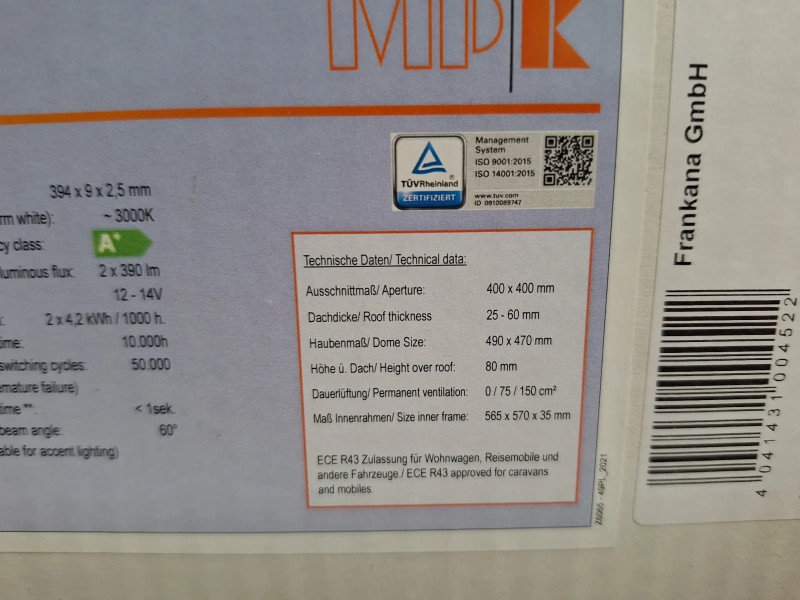 MPK
Management
System
ISO 9001:2015
ISO 14001:2015
TÜVRheinland
ZERTIFIZIERT
www.tuv.com
ID 0910089747
394 x 9 x 2,5 mm
white): ~ 3000K
class: A+
luminous flux: 2 x 390 lm
12 - 14V
2 x 4,2 kWh / 1000 h.
10.000h
switching cycles: 50.000
failure)
time **: < 1sek.
beam angle: 60°
for accent lighting)
Technische Daten/ Technical data:
Ausschnittmaß/ Aperture: 400 x 400 mm
Dachdicke/ Roof thickness 25 - 60 mm
Haubenmaß/ Dome Size: 490 x 470 mm
Höhe ü. Dach/ Height over roof: 80 mm
Dauerlüftung/ Permanent ventilation: 0 / 75 / 150 cm²
Maß Innenrahmen/ Size inner frame: 565 x 570 x 35 mm
ECE R43 Zulassung für Wohnwagen, Reisemobile und
andere Fahrzeuge./ ECE R43 approved for caravans
and mobiles.
Frankana GmbH
4 041431 004522